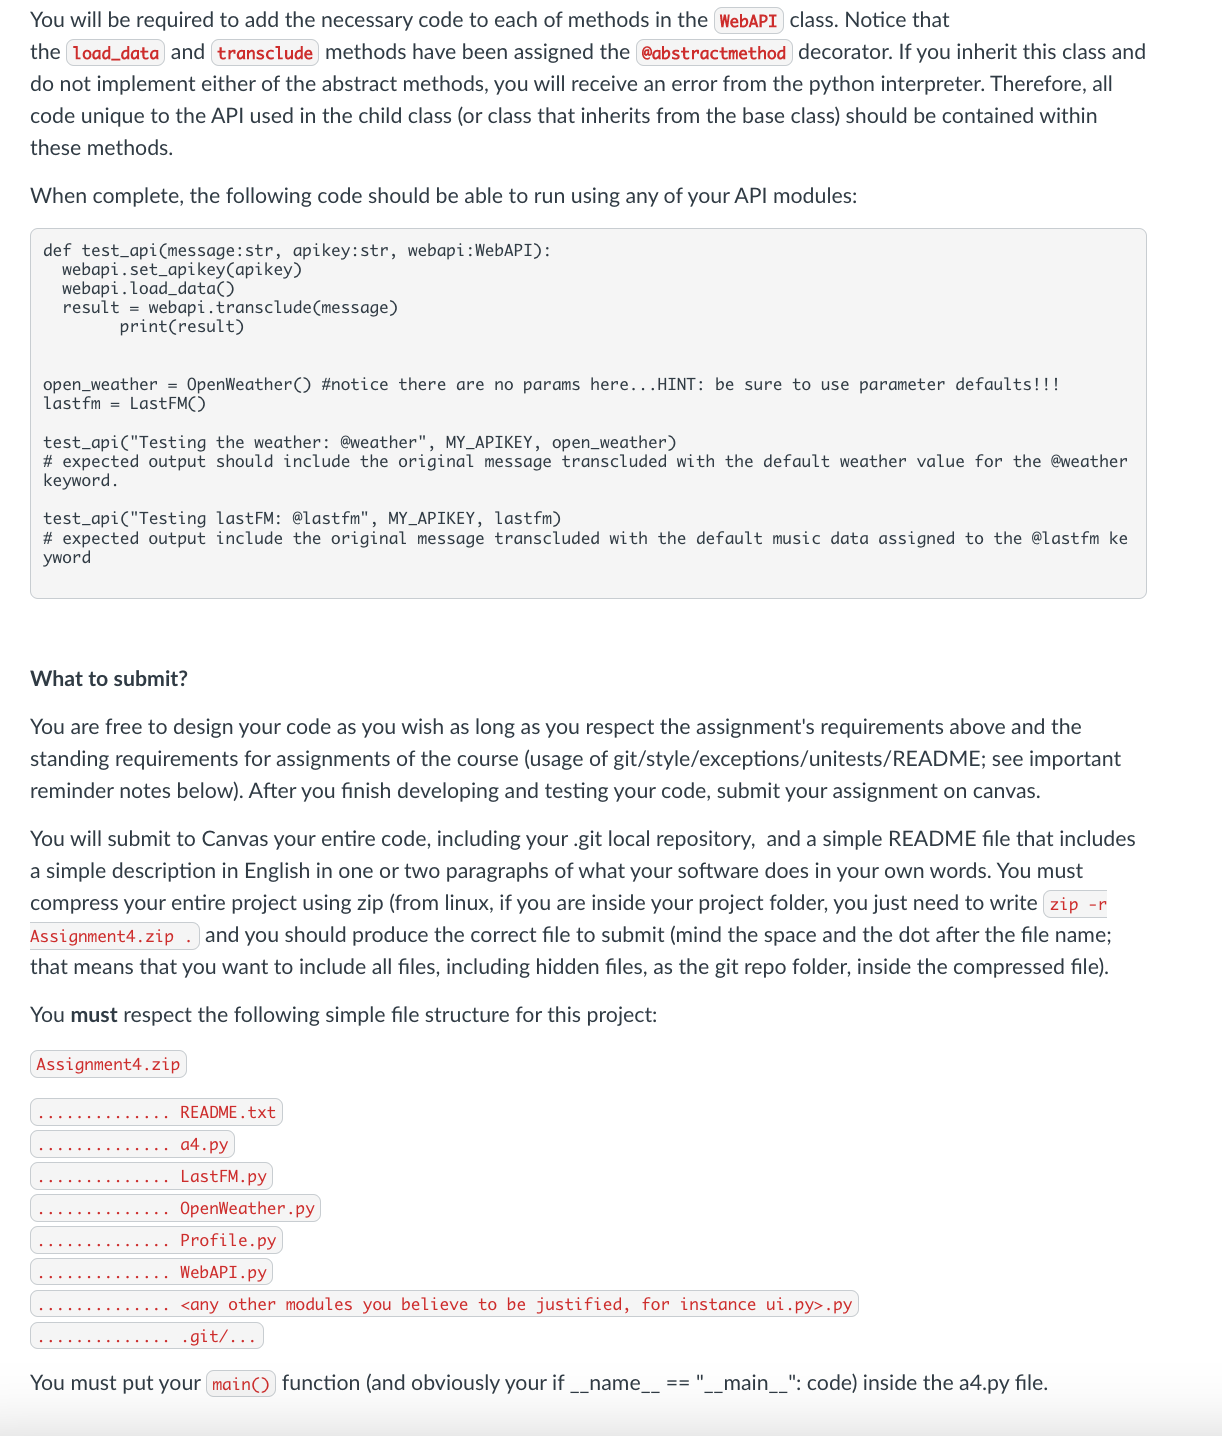 You will be required to add the necessary code to each of methods in the WebAPI class. Notice that
the load_data and transclude methods have been assigned the @abstractmethod decorator. If you inherit this class and
do not implement either of the abstract methods, you will receive an error from the python interpreter. Therefore, all
code unique to the API used in the child class (or class that inherits from the base class) should be contained within
these methods.
When complete, the following code should be able to run using any of your API modules:
def test_api(message:str, apikey:str, webapi:WebAPI):
  webapi.set_apikey(apikey)
  webapi.load_data()
  result = webapi.transclude(message)
        print(result)
open_weather = OpenWeather() #notice there are no params here...HINT: be sure to use parameter defaults!!!
lastfm = LastFM()
test_api("Testing the weather: @weather", MY_APIKEY, open_weather)
# expected output should include the original message transcluded with the default weather value for the @weather
keyword.
test_api("Testing lastFM: @lastfm", MY_APIKEY, lastfm)
# expected output include the original message transcluded with the default music data assigned to the @lastfm ke
yword
What to submit?
You are free to design your code as you wish as long as you respect the assignment's requirements above and the
standing requirements for assignments of the course (usage of git/style/exceptions/unitests/README; see important
reminder notes below). After you finish developing and testing your code, submit your assignment on canvas.
You will submit to Canvas your entire code, including your .git local repository,  and a simple README file that includes
a simple description in English in one or two paragraphs of what your software does in your own words. You must
compress your entire project using zip (from linux, if you are inside your project folder, you just need to write zip -r
Assignment4.zip . and you should produce the correct file to submit (mind the space and the dot after the file name;
that means that you want to include all files, including hidden files, as the git repo folder, inside the compressed file).
You must respect the following simple file structure for this project:
Assignment4.zip
.............. README.txt
.............. a4.py
.............. LastFM.py
.............. OpenWeather.py
.............. Profile.py
.............. WebAPI.py
.............. <any other modules you believe to be justified, for instance ui.py>.py
.............. .git/...
You must put your main() function (and obviously your if __name__ == "__main__": code) inside the a4.py file.